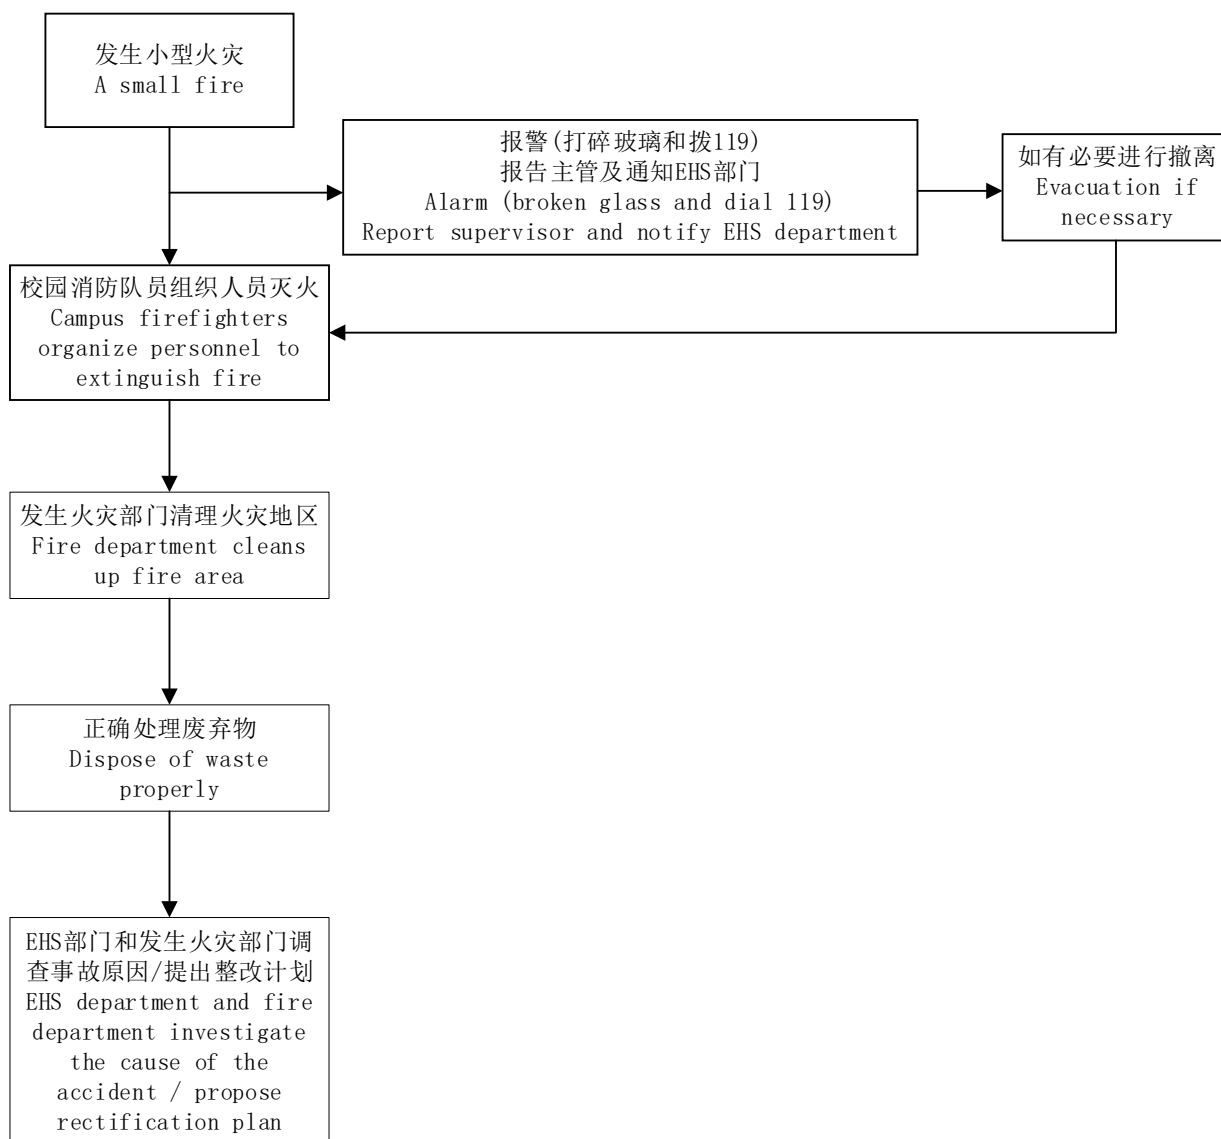 发生小型火灾
A small fire
报警(打碎玻璃和拨119)
报告主管及通知EHS部门
Alarm (broken glass and dial 119)
Report supervisor and notify EHS department
如有必要进行撤离
Evacuation if
necessary
校园消防队员组织人员灭火
Campus firefighters
organize personnel to
extinguish fire
发生火灾部门清理火灾地区
Fire department cleans
up fire area
正确处理废弃物
Dispose of waste
properly
EHS部门和发生火灾部门调
查事故原因/提出整改计划
EHS department and fire
department investigate
the cause of the
accident / propose
rectification plan